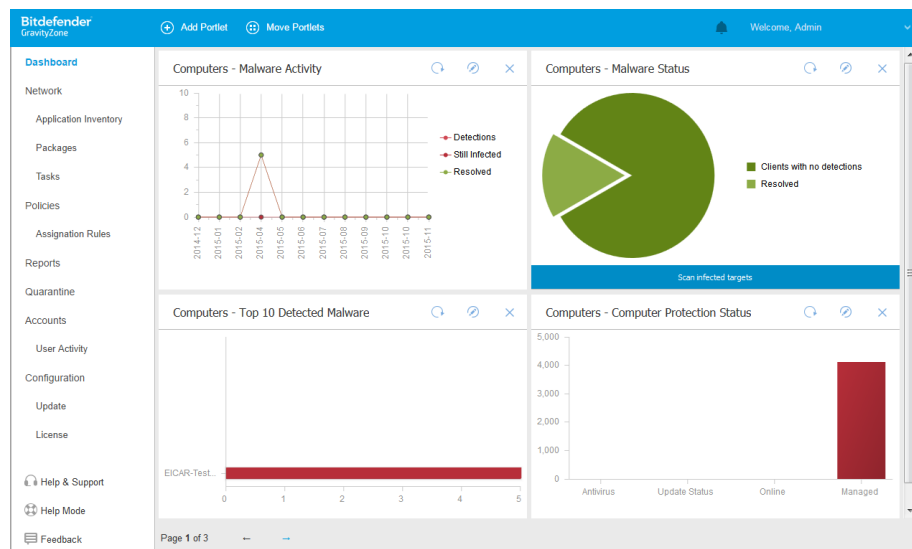 Bitdefender
GravityZone
Add Portlet
Move Portlets
Welcome, Admin
Dashboard
Network
Application Inventory
Packages
Tasks
Policies
Assignation Rules
Reports
Quarantine
Accounts
User Activity
Configuration
Update
License
Help & Support
Help Mode
Feedback
Computers - Malware Activity
10
8
6
4
2
0
2014-12
2015-01
2015-02
2015-04
2015-05
2015-06
2015-07
2015-08
2015-09
2015-10
2015-10
2015-11
Detections
Still Infected
Resolved
Computers - Malware Status
Clients with no detections
Resolved
Scan infected targets
Computers - Top 10 Detected Malware
EICAR-Test...
0
1
2
3
4
5
Computers - Computer Protection Status
5,000
4,000
3,000
2,000
1,000
0
Antivirus
Update Status
Online
Managed
Page 1 of 3